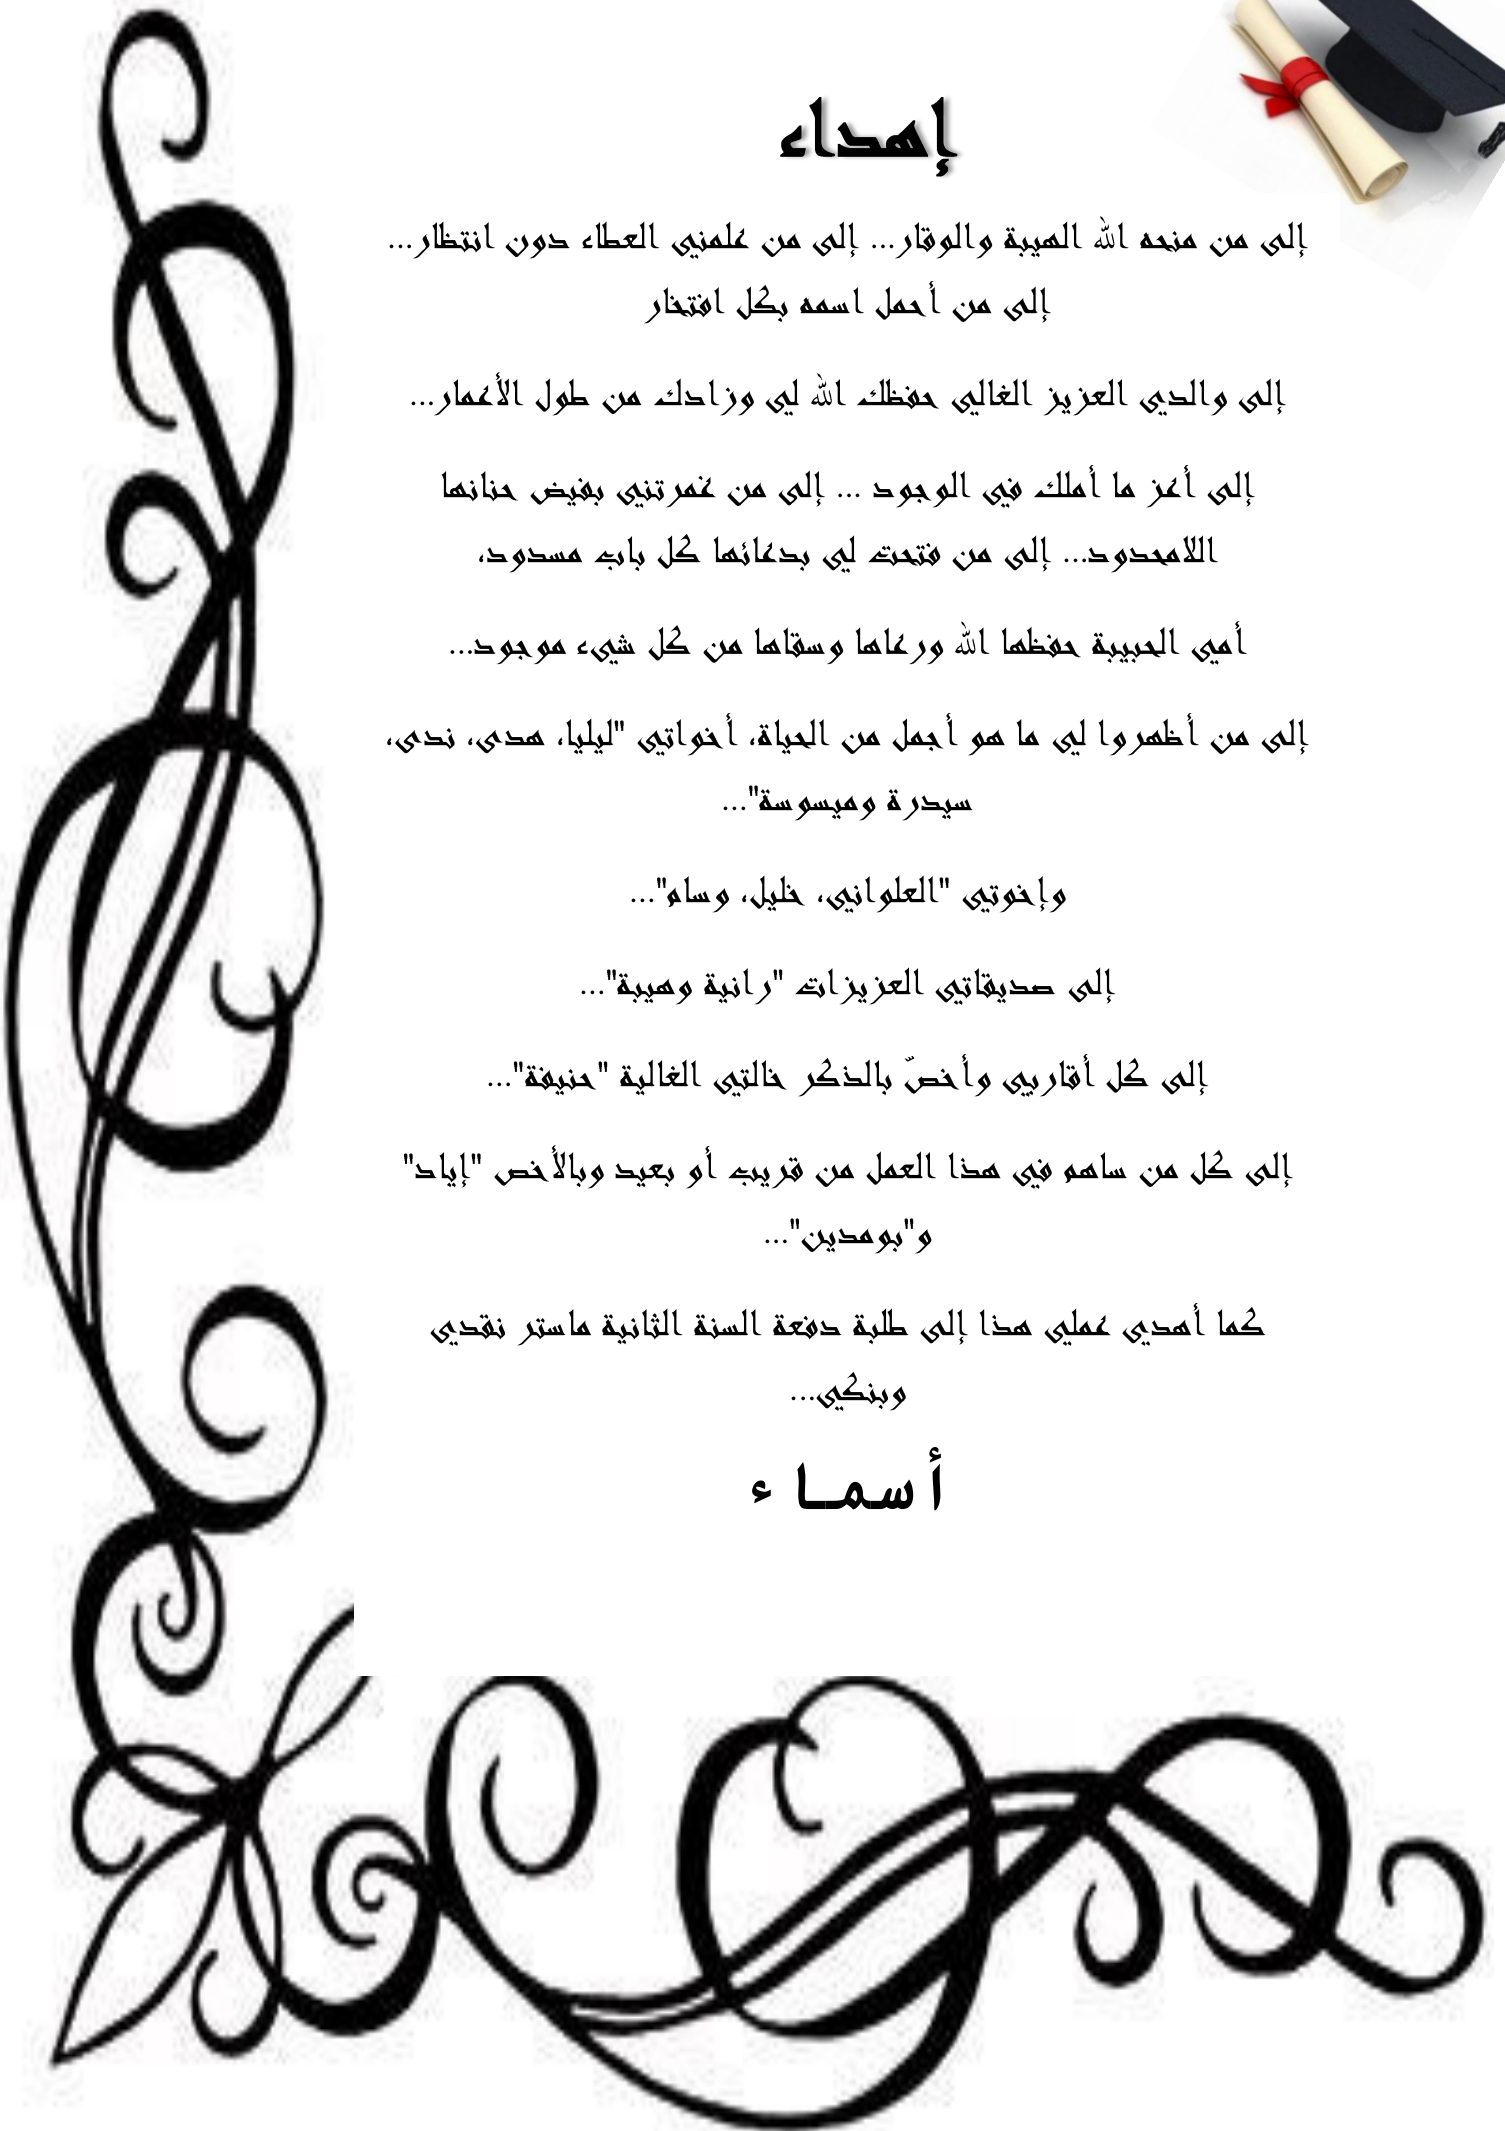 إهداء
إلى من منحه الله الهيبة والوقار... إلى من علمني العطاء دون انتظار...
إلى من أحمل اسمه بكل افتخار
إلى والدي العزيز الغالي حفظك الله لي وزادك من طول الأعمار...
إلى أعز ما أملك في الوجود ... إلى من غمرتني بفيض حنانها
اللامحدود... إلى من فتحت لي بدعائها كل باب مسدود،
أمي الحبيبة حفظها الله ورعاها وسقاها من كل شيء موجود...
إلى من أظهروا لي ما هو أجمل من الحياة، أخواتي "ليليا، هدى، ندى،
سيدرة وميسوسة"...
وإخوتي "العلواني، خليل، وسام"...
إلى صديقاتي العزيزات "رانية وهيبة"...
إلى كل أقاربي وأخصّ بالذكر خالتي الغالية "حنيفة"...
إلى كل من ساهم في هذا العمل من قريب أو بعيد وبالأخص "إياد"
و"بومدين"...
كما أهدي عملي هذا إلى طلبة دفعة السنة الثانية ماستر نقدي
وبنكي...
أسمـاء